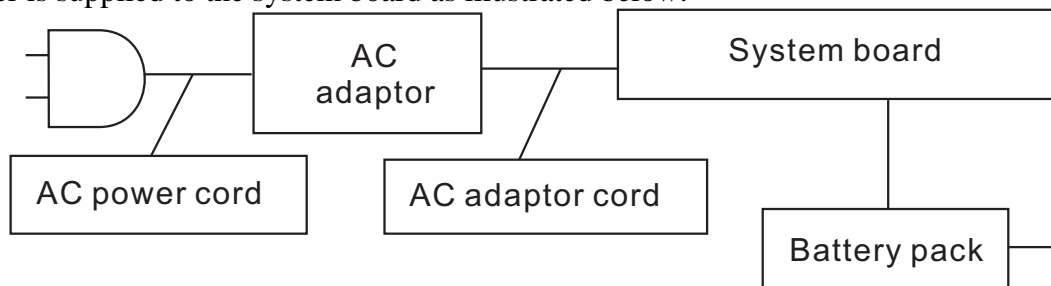 er is supplied to the system board as illustrated below.
AC
adaptor
System board
AC power cord
AC adaptor cord
Battery pack